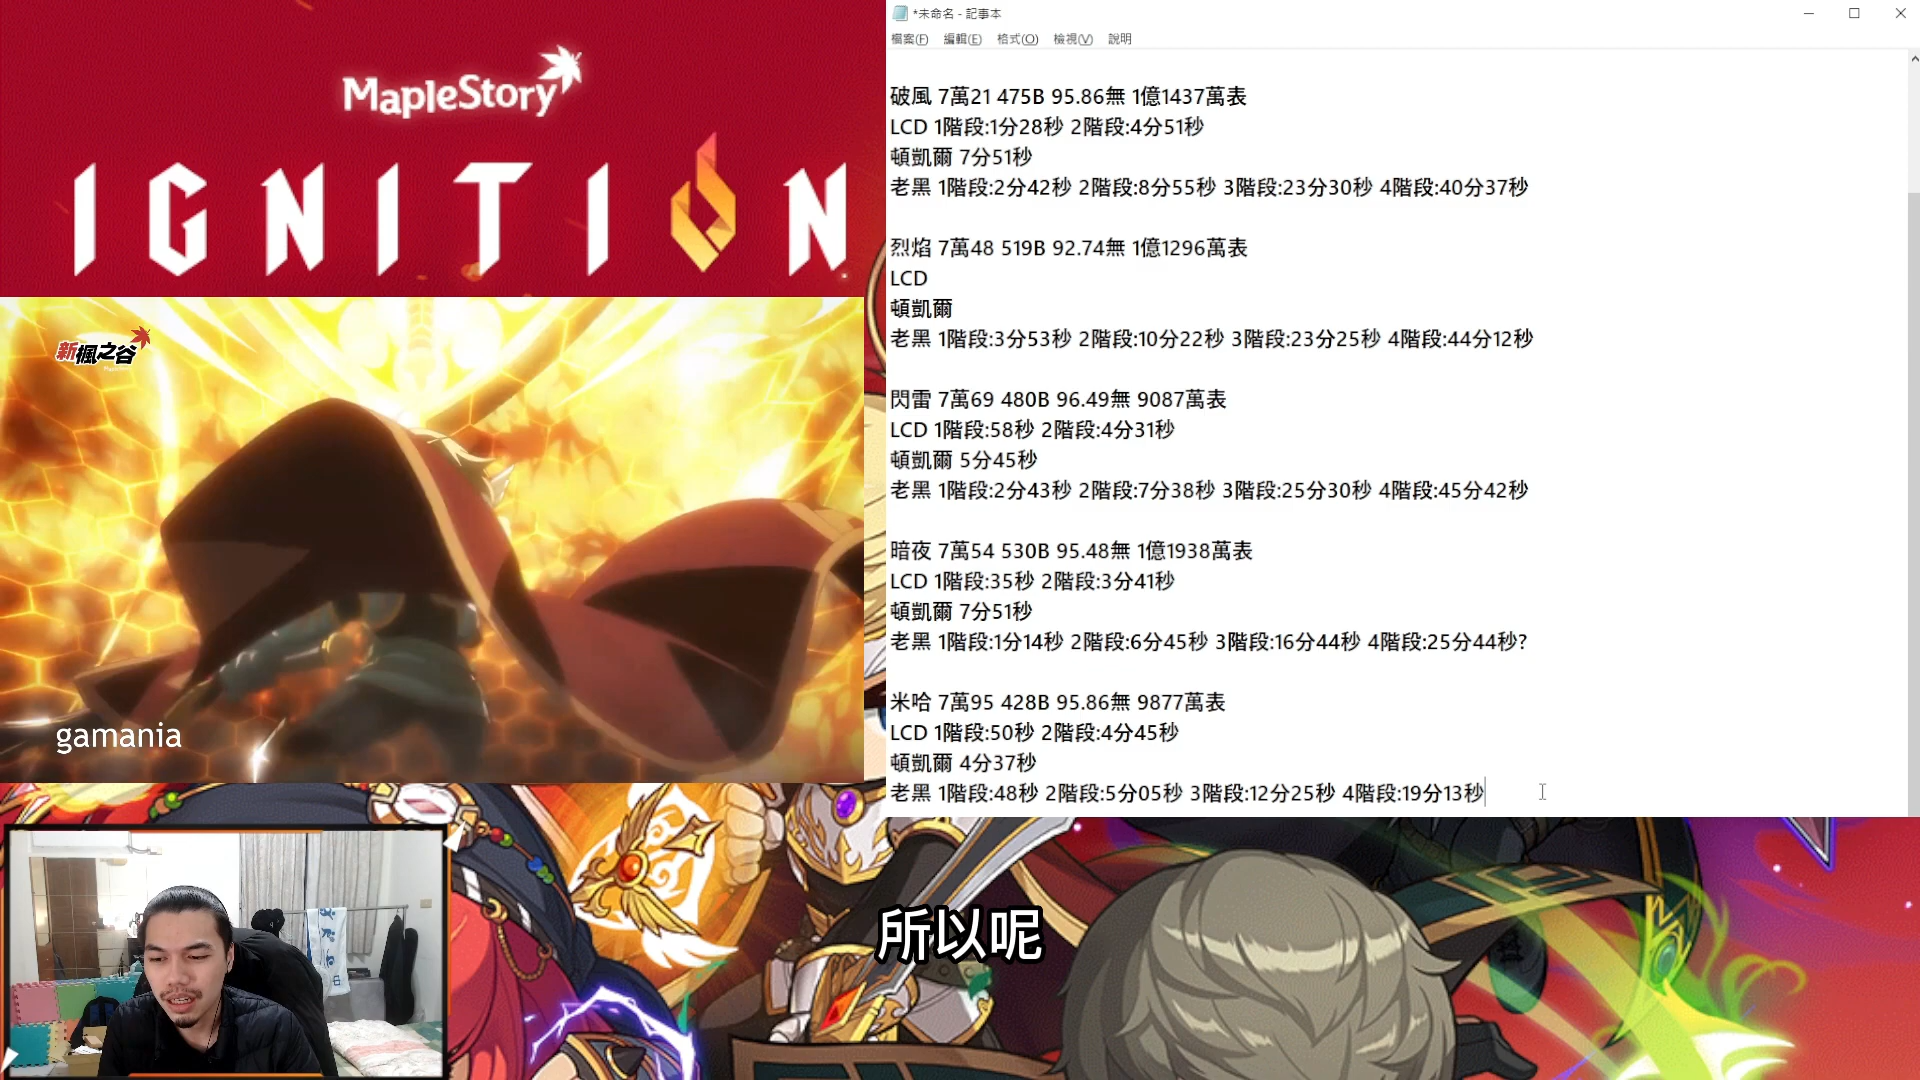 MapleStory
IGNITION
新楓之谷
gamania
*未命名 - 記事本
檔案(F) 編輯(E) 格式(O) 檢視(V) 說明
破風 7萬21 475B 95.86無 1億1437萬表
LCD 1階段:1分28秒 2階段:4分51秒
頓凱爾 7分51秒
老黑 1階段:2分42秒 2階段:8分55秒 3階段:23分30秒 4階段:40分37秒
烈焰 7萬48 519B 92.74無 1億1296萬表
LCD
頓凱爾
老黑 1階段:3分53秒 2階段:10分22秒 3階段:23分25秒 4階段:44分12秒
閃雷 7萬69 480B 96.49無 9087萬表
LCD 1階段:58秒 2階段:4分31秒
頓凱爾 5分45秒
老黑 1階段:2分43秒 2階段:7分38秒 3階段:25分30秒 4階段:45分42秒
暗夜 7萬54 530B 95.48無 1億1938萬表
LCD 1階段:35秒 2階段:3分41秒
頓凱爾 7分51秒
老黑 1階段:1分14秒 2階段:6分45秒 3階段:16分44秒 4階段:25分44秒?
米哈 7萬95 428B 95.86無 9877萬表
LCD 1階段:50秒 2階段:4分45秒
頓凱爾 4分37秒
老黑 1階段:48秒 2階段:5分05秒 3階段:12分25秒 4階段:19分13秒
所以呢